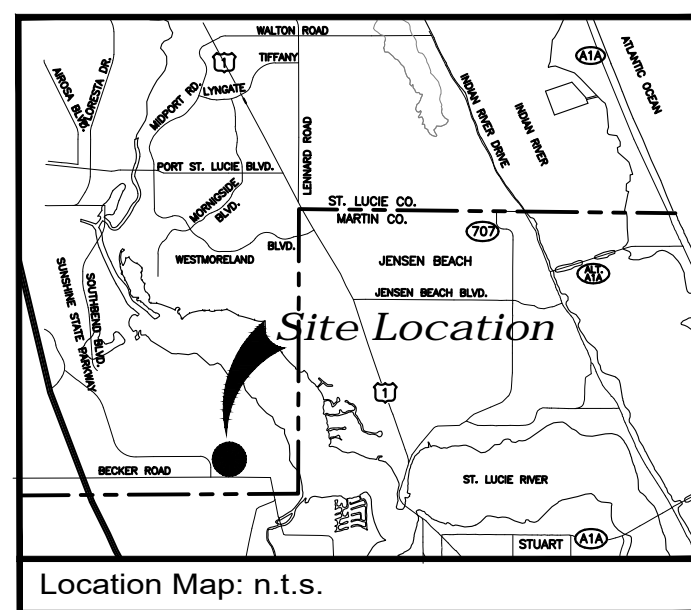 WALTON ROAD
TIFFANY
1
LYNGATE
AIROSA BLVD.
FLORESTA DR.
MIDPORT RD.
A1A
ATLANTIC OCEAN
INDIAN RIVER DRIVE
INDIAN RIVER
PORT ST. LUCIE BLVD.
LENNARD ROAD
MORNIGSIDE
BLVD.
ST. LUCIE CO.
MARTIN CO.
707
BLVD.
WESTMORELAND
JENSEN BEACH
ALT.
A1A
SUNSHINE STATE PARKWAY
SOUTHBEND BLVD.
JENSEN BEACH BLVD.
Site Location
1
BECKER ROAD
ST. LUCIE RIVER
STUART
A1A
Location Map: n.t.s.